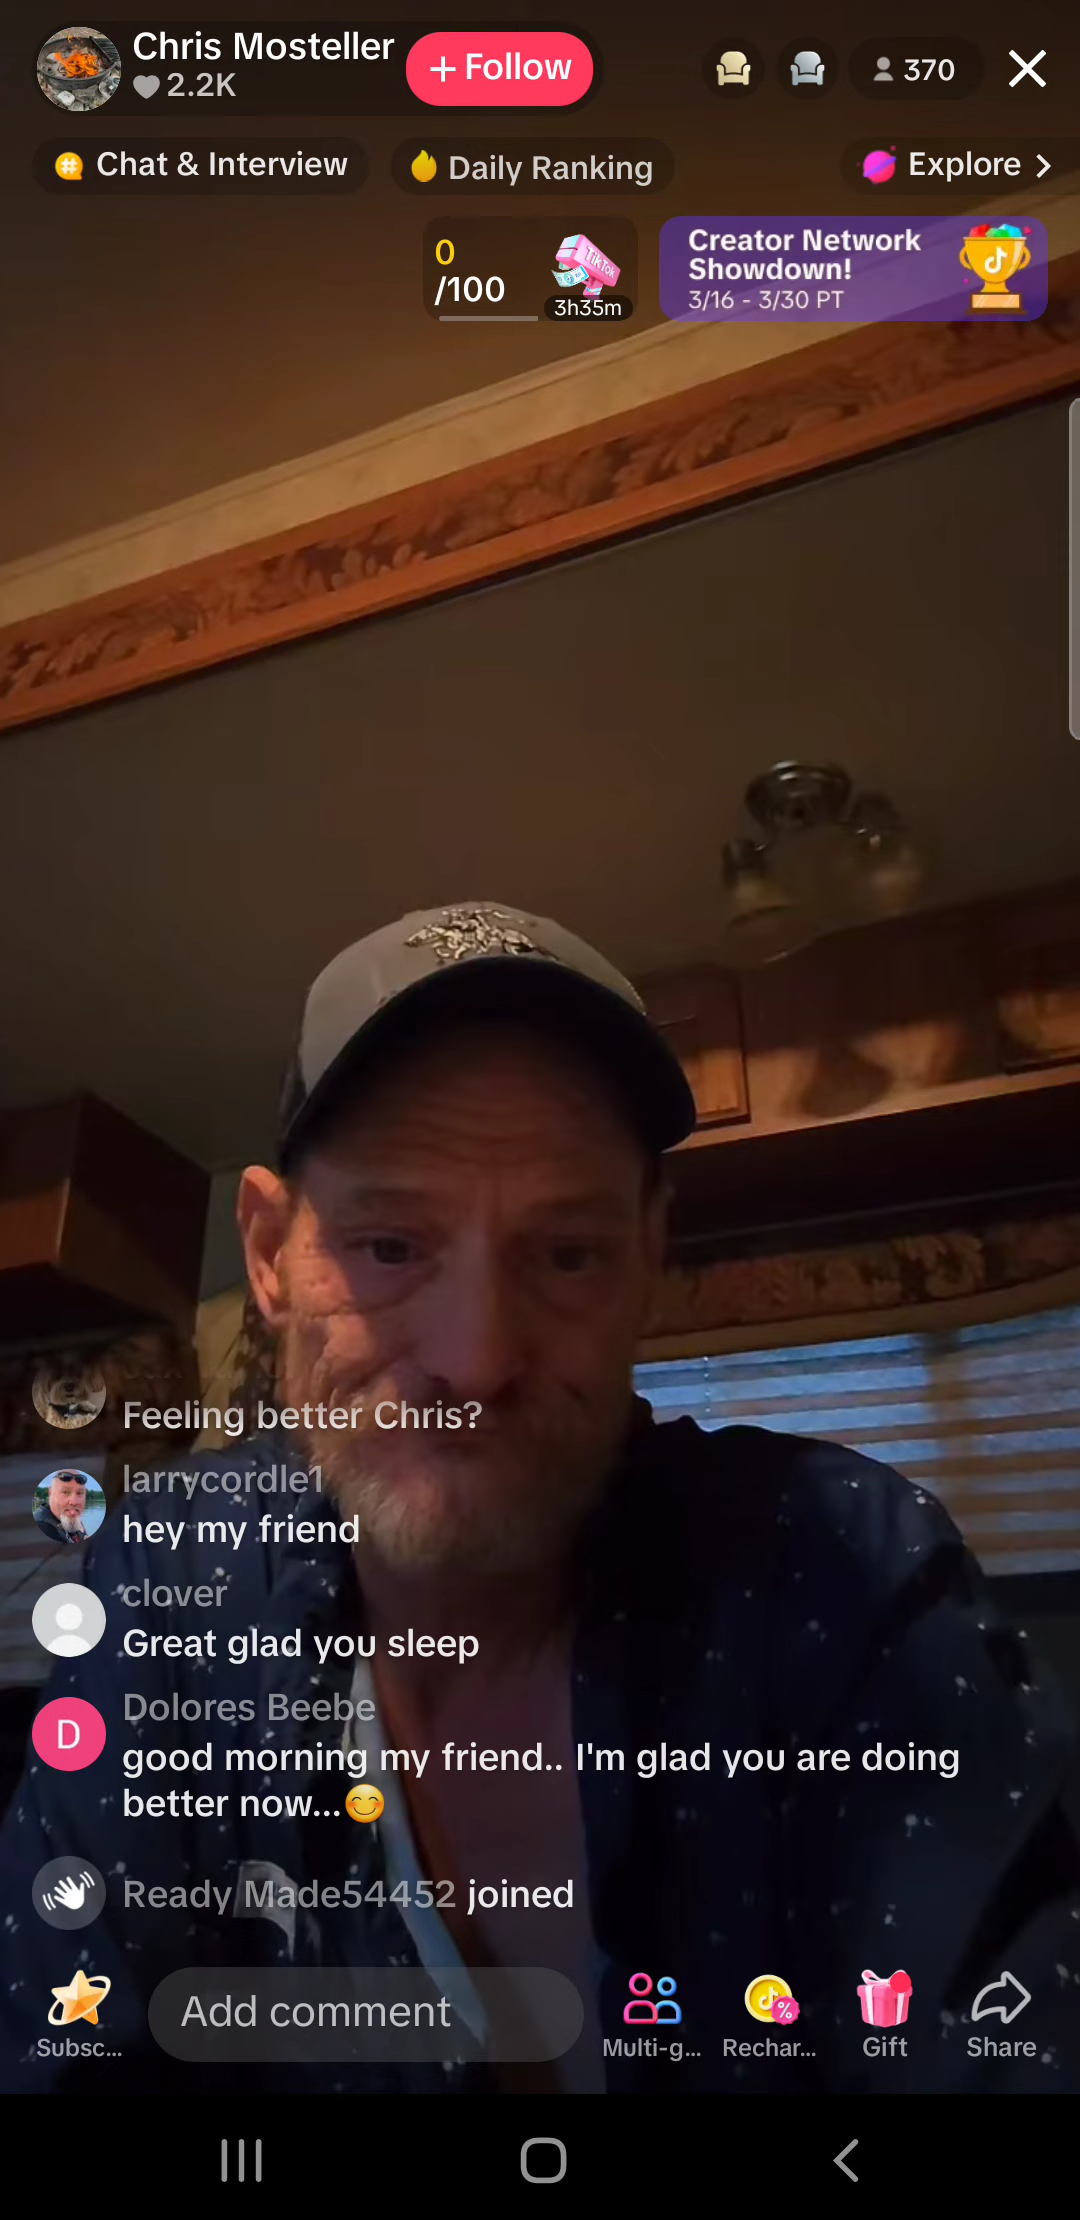 Chris Mosteller
2.2K
+ Follow
370
Chat & Interview
Daily Ranking
Explore
0
/100
TikTok
3h35m
Creator Network
Showdown!
3/16 - 3/30 PT
Feeling better Chris?
larrycordle1
hey my friend
clover
Great glad you sleep
D
Dolores Beebe
good morning my friend.. I'm glad you are doing
better now...😊
Ready Made54452 joined
Add comment
Subsc...
Multi-g...
Rechar...
Gift
Share